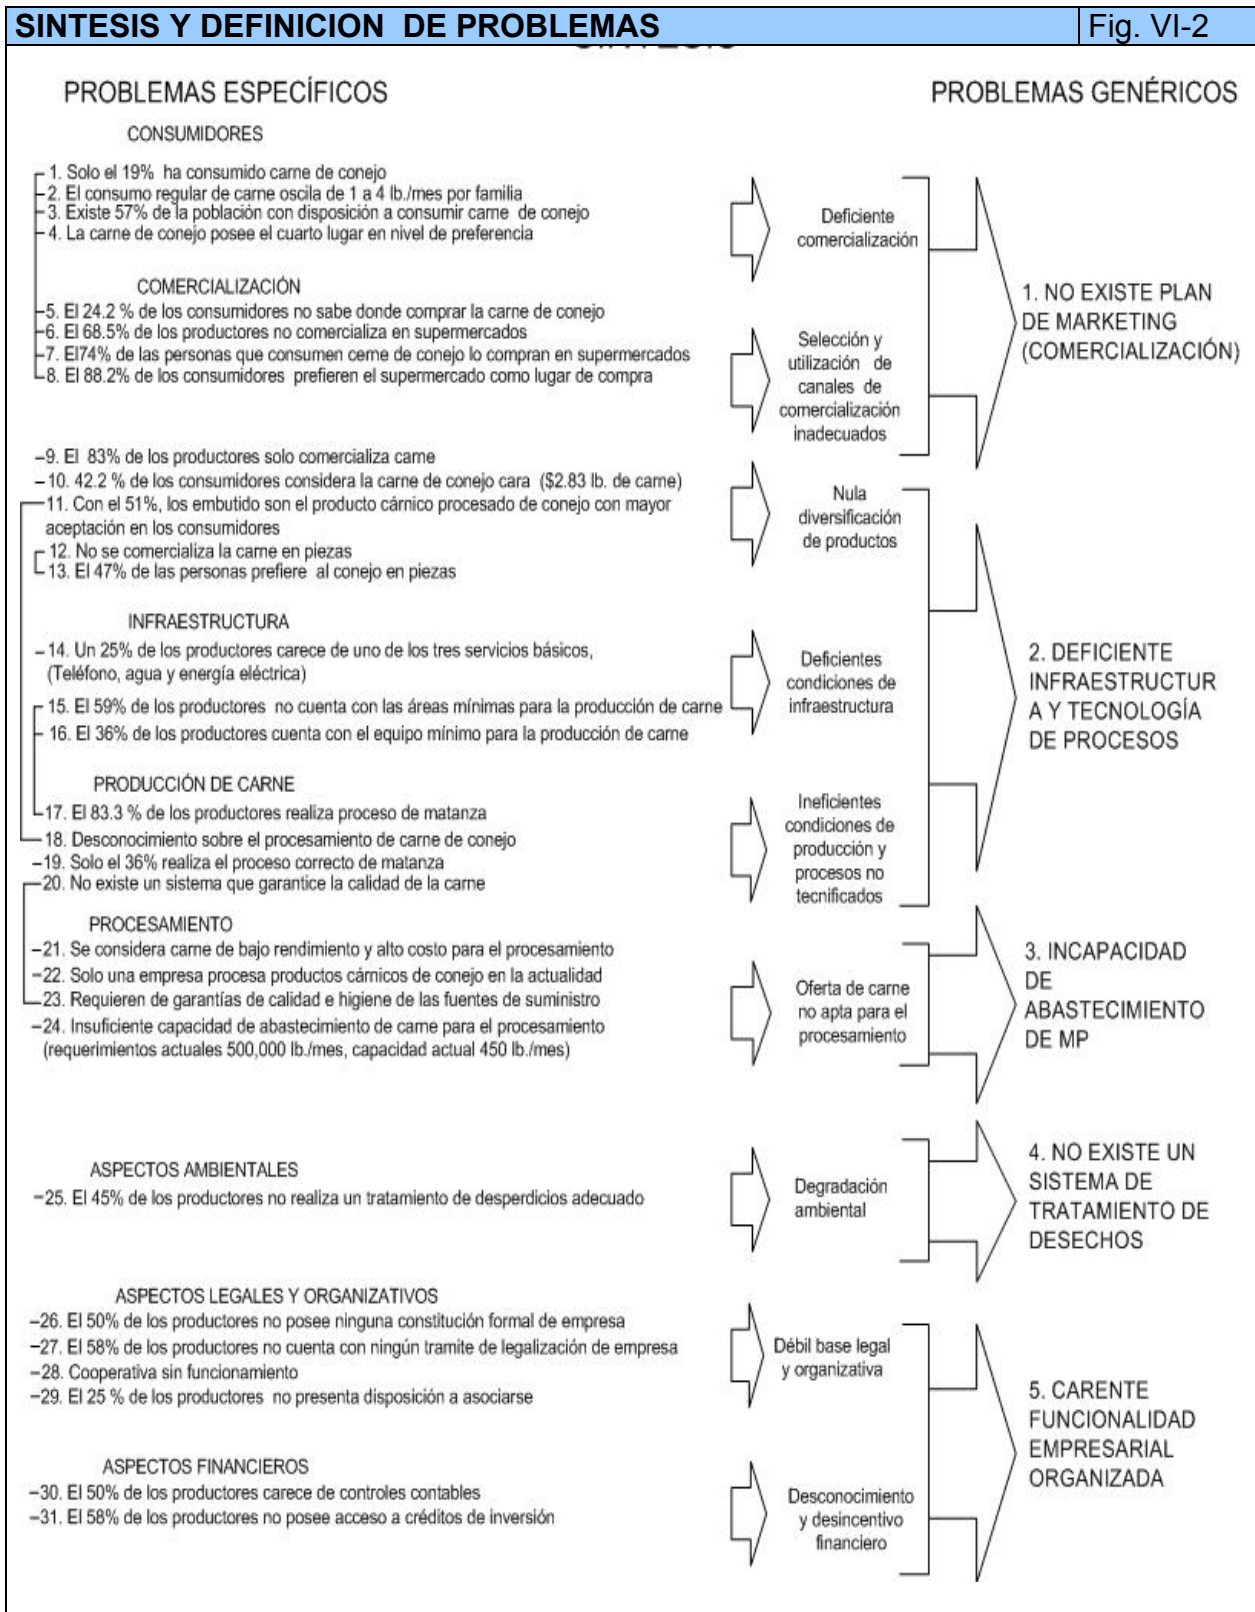 SINTESIS Y DEFINICION DE PROBLEMAS
Fig. VI-2
PROBLEMAS ESPECÍFICOS
PROBLEMAS GENÉRICOS
CONSUMIDORES
1. Solo el 19% ha consumido carne de conejo
2. El consumo regular de carne oscila de 1 a 4 lb./mes por familia
3. Existe 57% de la población con disposición a consumir carne de conejo
4. La carne de conejo posee el cuarto lugar en nivel de preferencia
Deficiente
comercialización
COMERCIALIZACIÓN
5. El 24.2 % de los consumidores no sabe donde comprar la carne de conejo
6. El 68.5% de los productores no comercializa en supermercados
7. El74% de las personas que consumen cerne de conejo lo compran en supermercados
8. El 88.2% de los consumidores prefieren el supermercado como lugar de compra
Selección y
utilización de
canales de
comercialización
inadecuados
1. NO EXISTE PLAN
DE MARKETING
(COMERCIALIZACIÓN)
9. El 83% de los productores solo comercializa carne
10. 42.2 % de los consumidores considera la carne de conejo cara ($2.83 lb. de carne)
11. Con el 51%, los embutido son el producto cárnico procesado de conejo con mayor
aceptación en los consumidores
12. No se comercializa la carne en piezas
13. El 47% de las personas prefiere al conejo en piezas
Nula
diversificación
de productos
INFRAESTRUCTURA
14. Un 25% de los productores carece de uno de los tres servicios básicos,
(Teléfono, agua y energía eléctrica)
15. El 59% de los productores no cuenta con las áreas mínimas para la producción de carne
16. El 36% de los productores cuenta con el equipo mínimo para la producción de carne
Deficientes
condiciones de
infraestructura
2. DEFICIENTE
INFRAESTRUCTUR
A Y TECNOLOGÍA
DE PROCESOS
PRODUCCIÓN DE CARNE
17. El 83.3 % de los productores realiza proceso de matanza
18. Desconocimiento sobre el procesamiento de carne de conejo
19. Solo el 36% realiza el proceso correcto de matanza
20. No existe un sistema que garantice la calidad de la carne
Ineficientes
condiciones de
producción y
procesos no
tecnificados
PROCESAMIENTO
21. Se considera carne de bajo rendimiento y alto costo para el procesamiento
22. Solo una empresa procesa productos cárnicos de conejo en la actualidad
23. Requieren de garantías de calidad e higiene de las fuentes de suministro
24. Insuficiente capacidad de abastecimiento de carne para el procesamiento
(requerimientos actuales 500,000 lb./mes, capacidad actual 450 lb./mes)
Oferta de carne
no apta para el
procesamiento
3. INCAPACIDAD
DE
ABASTECIMIENTO
DE MP
ASPECTOS AMBIENTALES
25. El 45% de los productores no realiza un tratamiento de desperdicios adecuado
Degradación
ambiental
4. NO EXISTE UN
SISTEMA DE
TRATAMIENTO DE
DESECHOS
ASPECTOS LEGALES Y ORGANIZATIVOS
26. El 50% de los productores no posee ninguna constitución formal de empresa
27. El 58% de los productores no cuenta con ningún tramite de legalización de empresa
28. Cooperativa sin funcionamiento
29. El 25 % de los productores no presenta disposición a asociarse
Débil base legal
y organizativa
ASPECTOS FINANCIEROS
30. El 50% de los productores carece de controles contables
31. El 58% de los productores no posee acceso a créditos de inversión
Desconocimiento
y desincentivo
financiero
5. CARENTE
FUNCIONALIDAD
EMPRESARIAL
ORGANIZADA